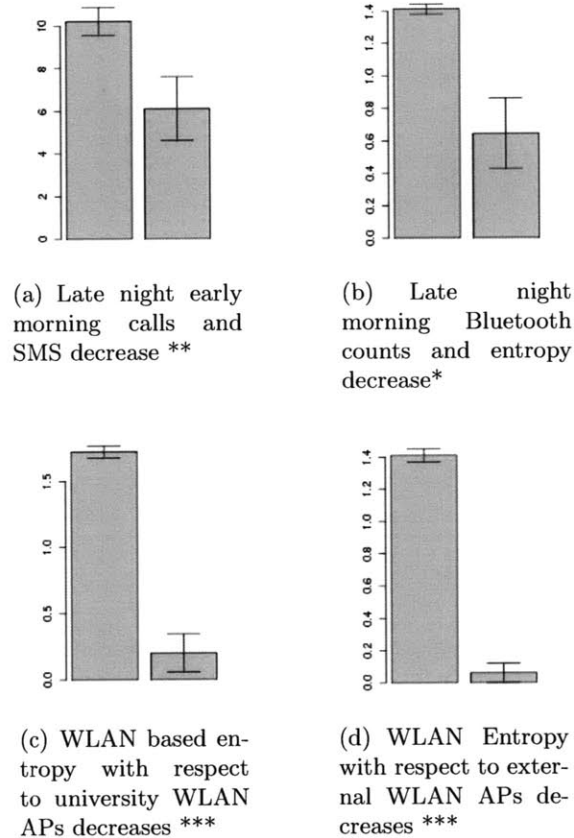 10
8
6
4
2
0
1.4
1.2
1.0
0.8
0.6
0.4
0.2
0.0
(a) Late night early
morning calls and
SMS decrease **
(b) Late night
morning Bluetooth
counts and entropy
decrease*
1.5
1.0
0.5
0.0
1.4
1.2
1.0
0.8
0.6
0.4
0.2
0.0
(c) WLAN based en-
tropy with respect
to university WLAN
APs decreases ***
(d) WLAN Entropy
with respect to exter-
nal WLAN APs de-
creases ***